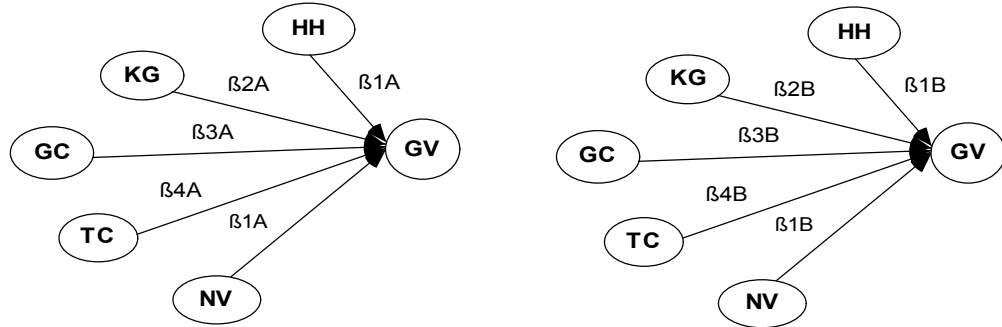 HH
KG
ß2A
ß1A
ß3A
GC
GV
ß4A
TC
ß1A
NV
HH
KG
ß2B
ß1B
ß3B
GC
GV
ß4B
TC
ß1B
NV